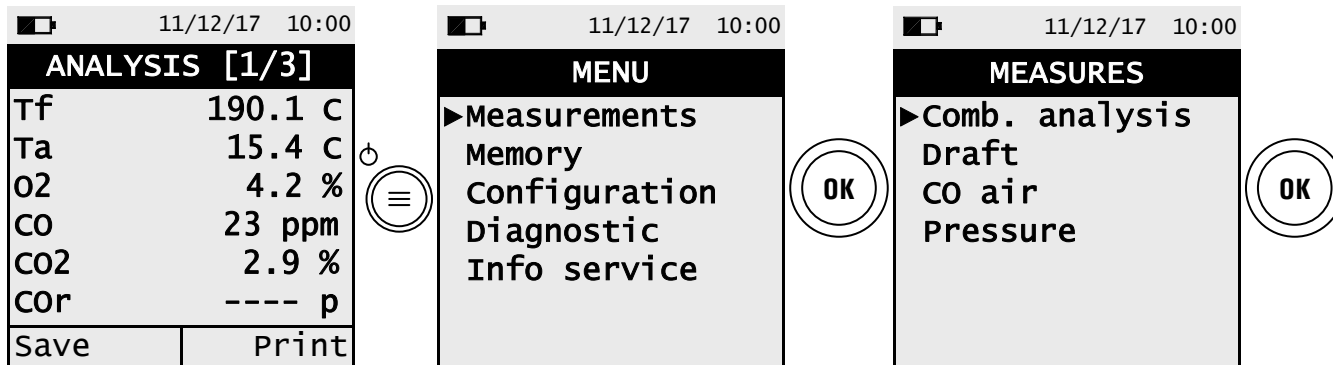 11/12/17 10:00
ANALYSIS [1/3]
Tf 190.1 C
Ta 15.4 C
O2 4.2 %
CO 23 ppm
CO2 2.9 %
COr ---- p
Save Print
11/12/17 10:00
MENU
Measurements
Memory
Configuration
Diagnostic
Info service
OK
11/12/17 10:00
MEASURES
Comb. analysis
Draft
CO air
Pressure
OK